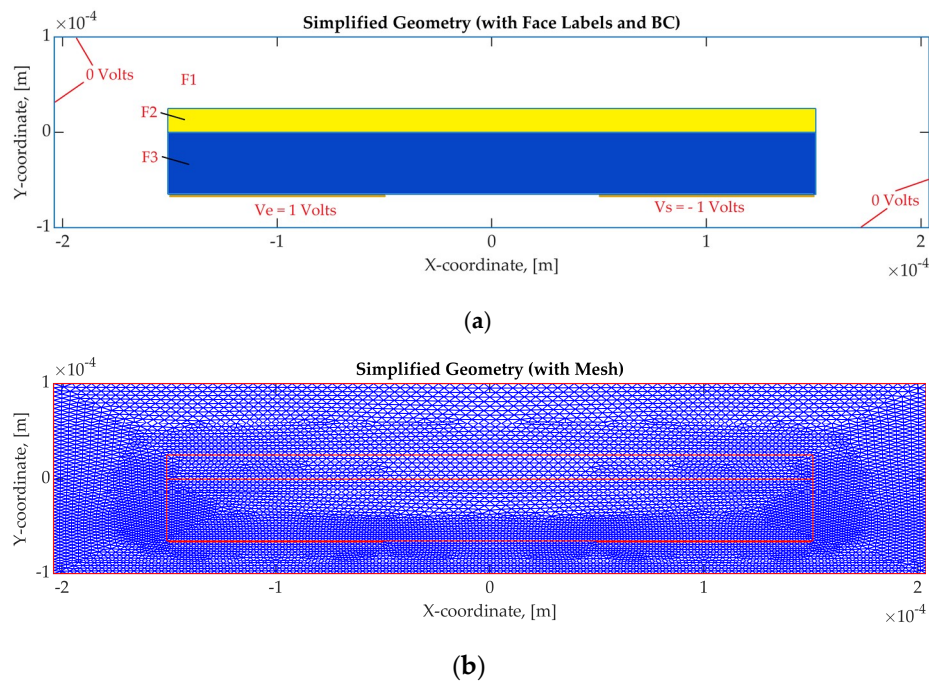 Simplified Geometry (with Face Labels and BC)
×10⁻⁴
1
0 Volts
F1
F2
0
F3
Y-coordinate, [m]
Ve = 1 Volts
Vs = - 1 Volts
0 Volts
-1
-2 -1 0 1 2
X-coordinate, [m]
×10⁻⁴
(a)
Simplified Geometry (with Mesh)
×10⁻⁴
1
0
Y-coordinate, [m]
-1
-2 -1 0 1 2
X-coordinate, [m]
×10⁻⁴
(b)